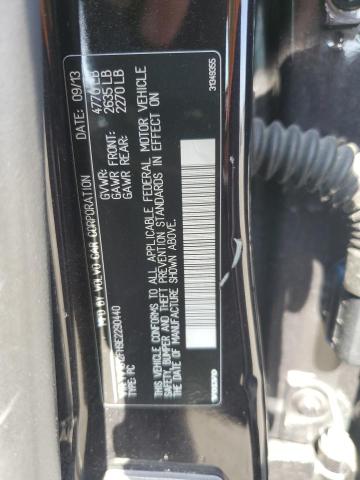 MFD BY VOLVO CAR CORPORATION 09/13
GVWR: 4770 LB
GAWR FRONT: 2635 LB
GAWR REAR: 2270 LB
TYPE: PC
THIS VEHICLE CONFORMS TO ALL APPLICABLE FEDERAL MOTOR VEHICLE
SAFETY, BUMPER AND THEFT PREVENTION STANDARDS IN EFFECT ON
THE DATE OF MANUFACTURE SHOWN ABOVE.
VOLVO 31349355